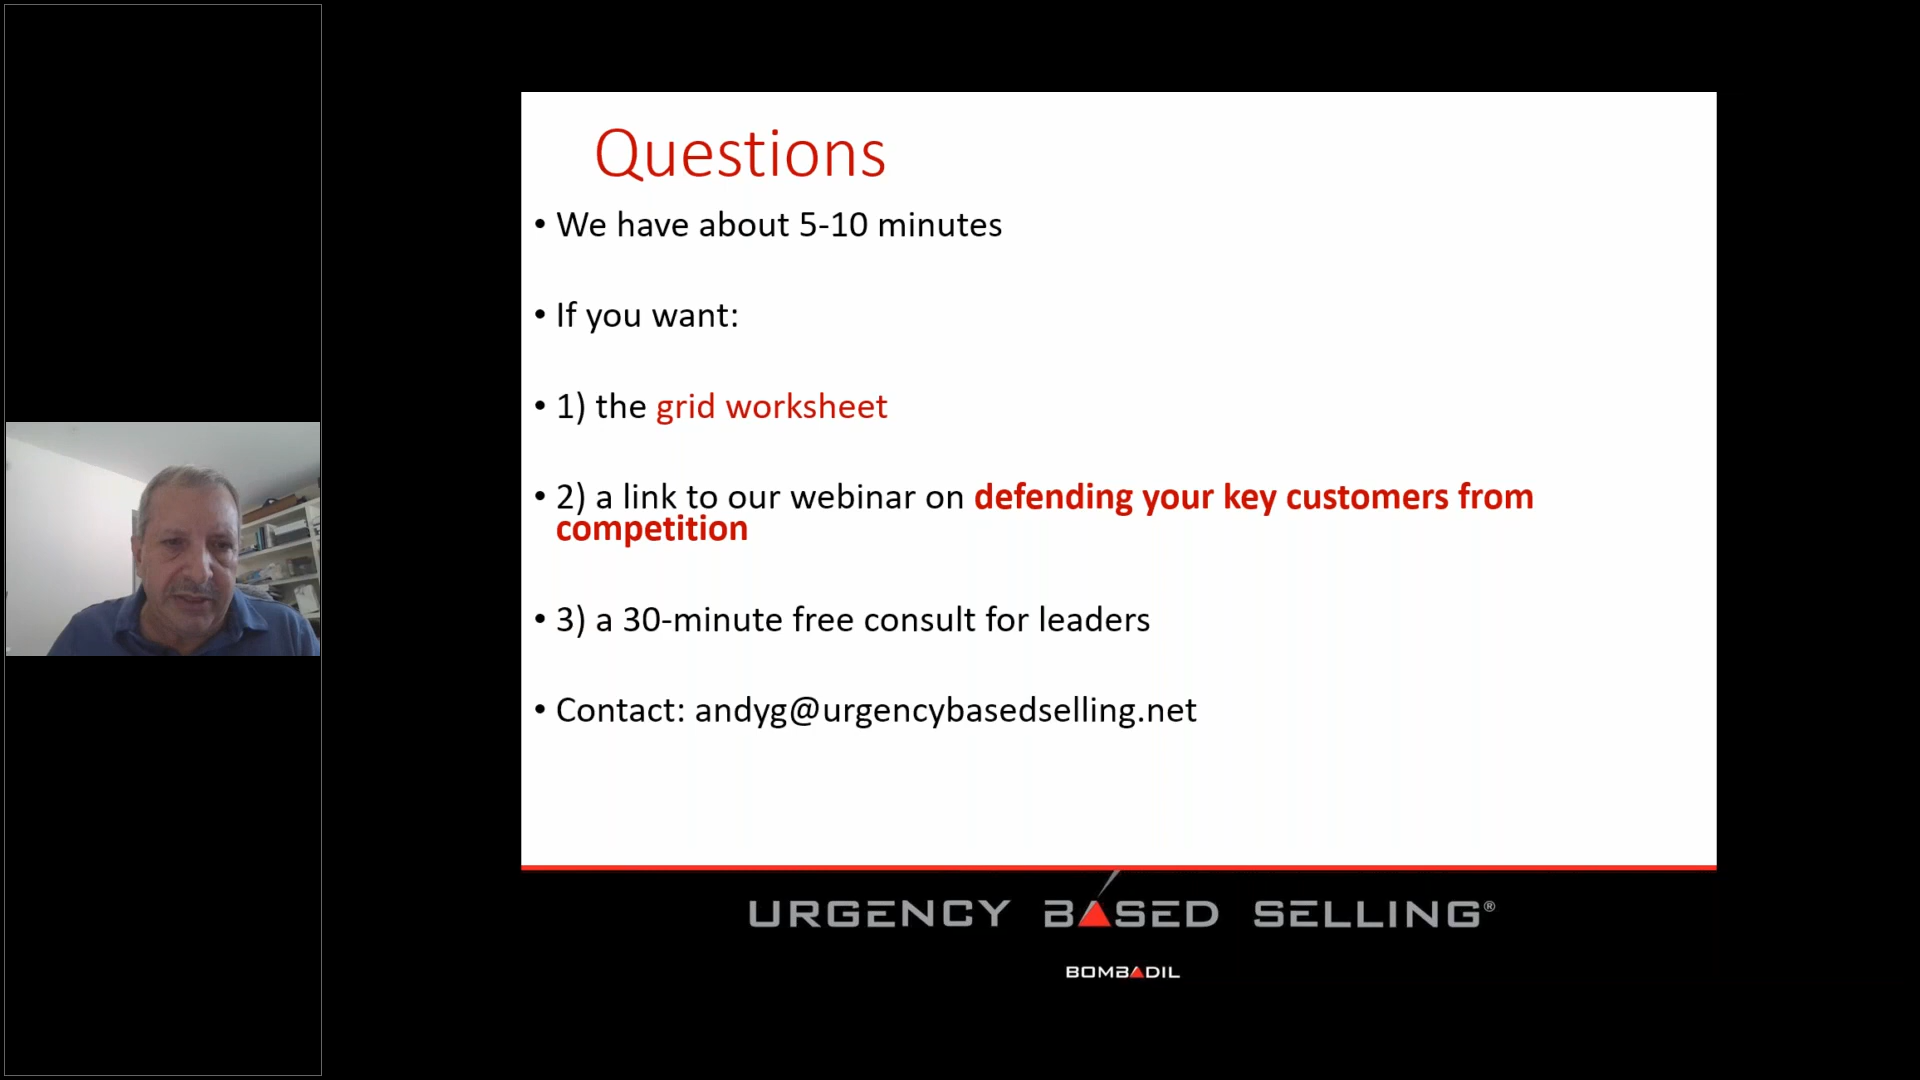 Questions
• We have about 5-10 minutes
• If you want:
• 1) the grid worksheet
• 2) a link to our webinar on defending your key customers from
competition
• 3) a 30-minute free consult for leaders
• Contact: andyg@urgencybasedselling.net
URGENCY BASED SELLING®
BOMBADIL